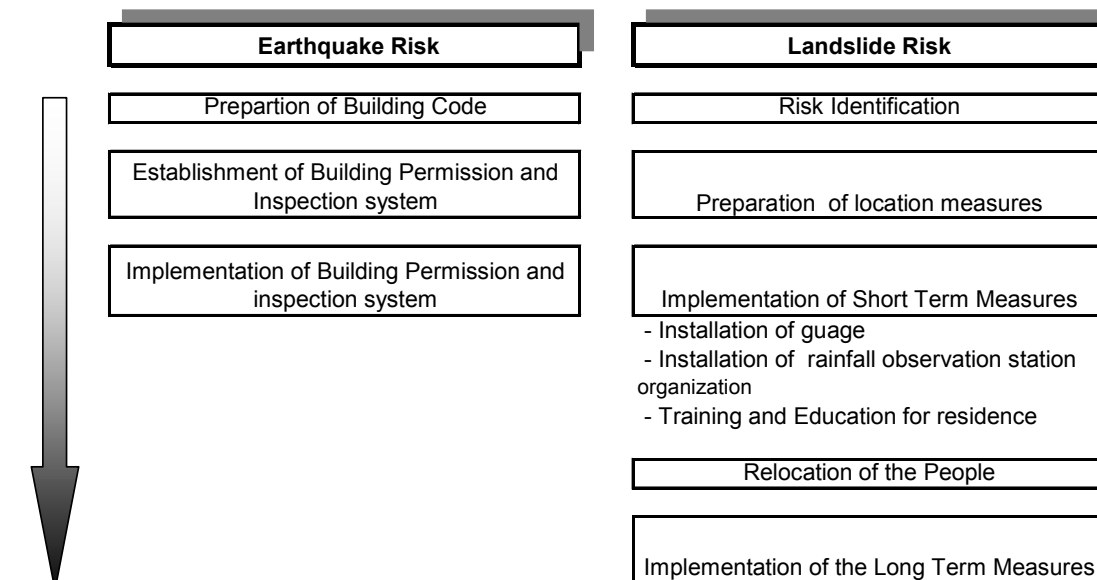 Earthquake Risk
Prepartion of Building Code
Establishment of Building Permission and
Inspection system
Implementation of Building Permission and
inspection system
Landslide Risk
Risk Identification
Preparation of location measures
Implementation of Short Term Measures
- Installation of guage
- Installation of rainfall observation station
organization
- Training and Education for residence
Relocation of the People
Implementation of the Long Term Measures